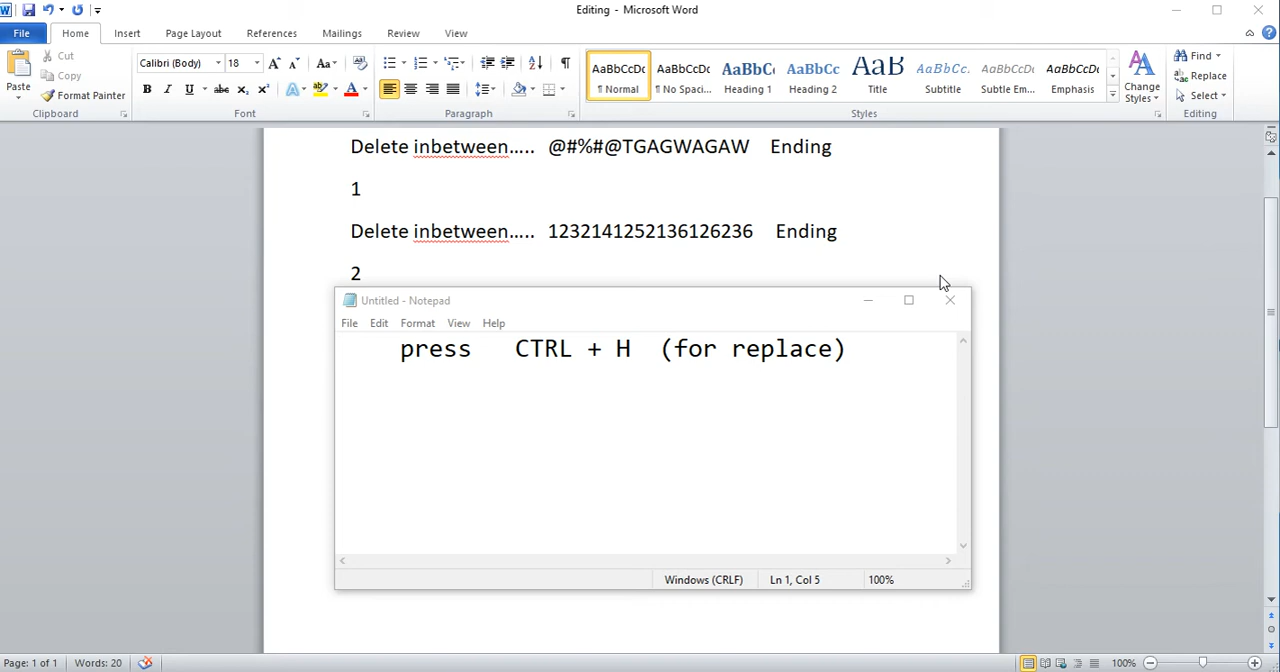 Editing - Microsoft Word
File Home Insert Page Layout References Mailings Review View
Cut
Copy
Paste
Format Painter
Clipboard
Calibri (Body) 18
Font
Paragraph
AaBbCcDc AaBbCcDc AaBbC AaBbCc AaB AaBbCc. AaBbCcDc AaBbCcDc
¶ Normal ¶ No Spaci... Heading 1 Heading 2 Title Subtitle Subtle Em... Emphasis
Change
Styles
Styles
Find
Replace
Select
Editing
Delete inbetween..... @#%#@TGAGWAGAW Ending
1
Delete inbetween..... 1232141252136126236 Ending
2
Untitled - Notepad
File Edit Format View Help
press CTRL + H (for replace)
Windows (CRLF) Ln 1, Col 5 100%
Page: 1 of 1 Words: 20 100%